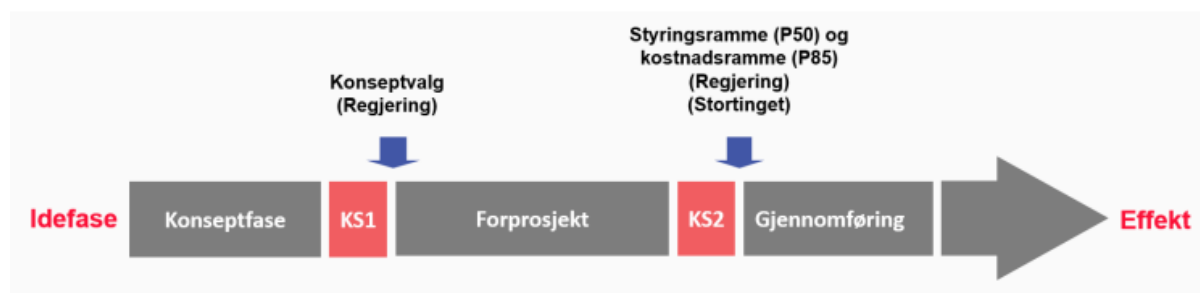 Styringsramme (P50) og
kostnadsramme (P85)
(Regjering)
(Stortinget)
Konseptvalg
(Regjering)
Idefase
Konseptfase
KS1
Forprosjekt
KS2
Gjennomføring
Effekt